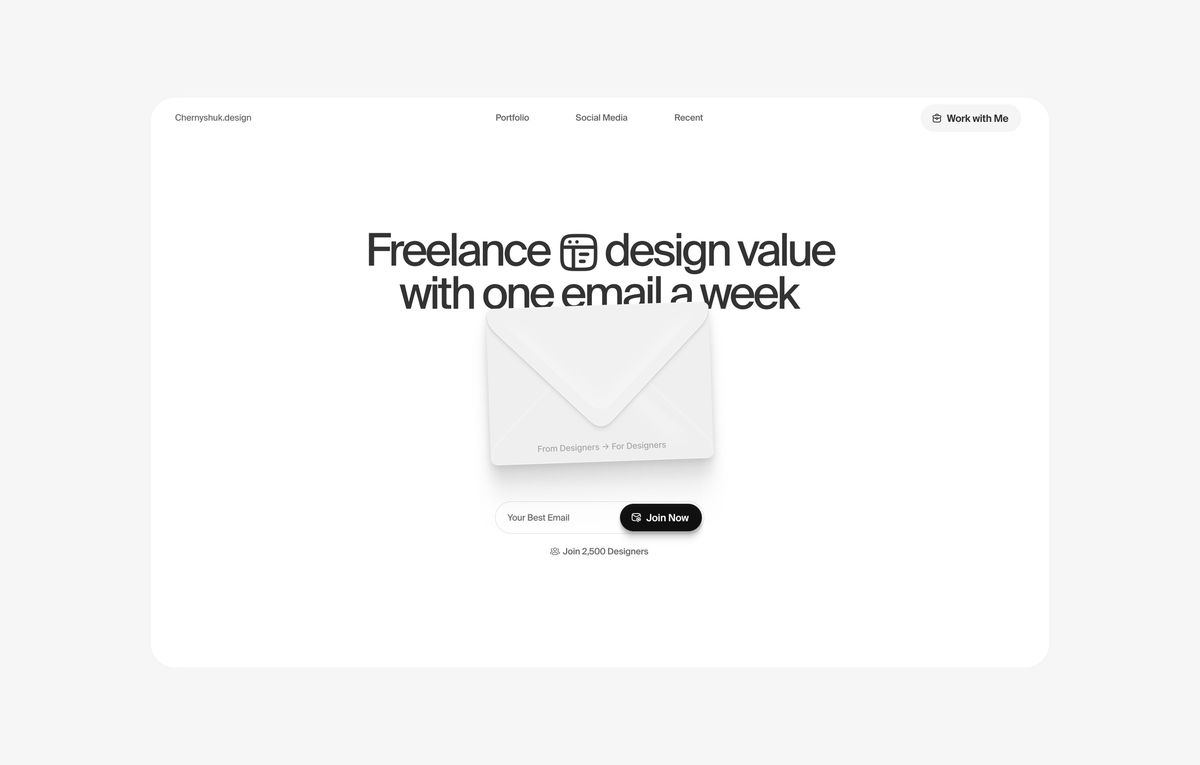 Chernyshuk.design
Portfolio
Social Media
Recent
Work with Me
Freelance design value
with one email a week
From Designers → For Designers
Your Best Email
Join Now
Join 2,500 Designers